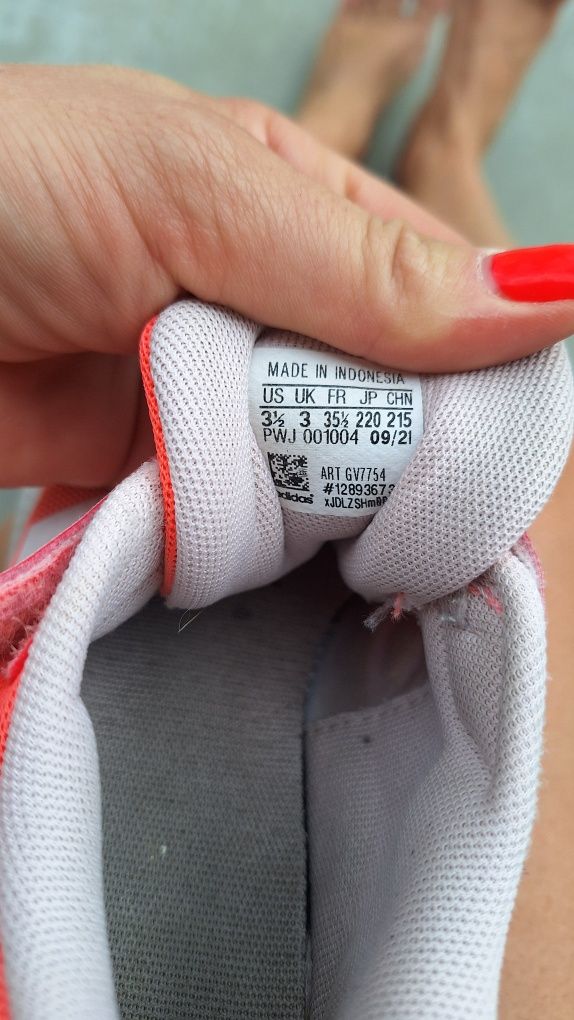 MADE IN INDONESIA
US UK FR JP CHN
3½ 3 35½ 220 215
PWJ 001004 09/21
ART GV7754
adidas